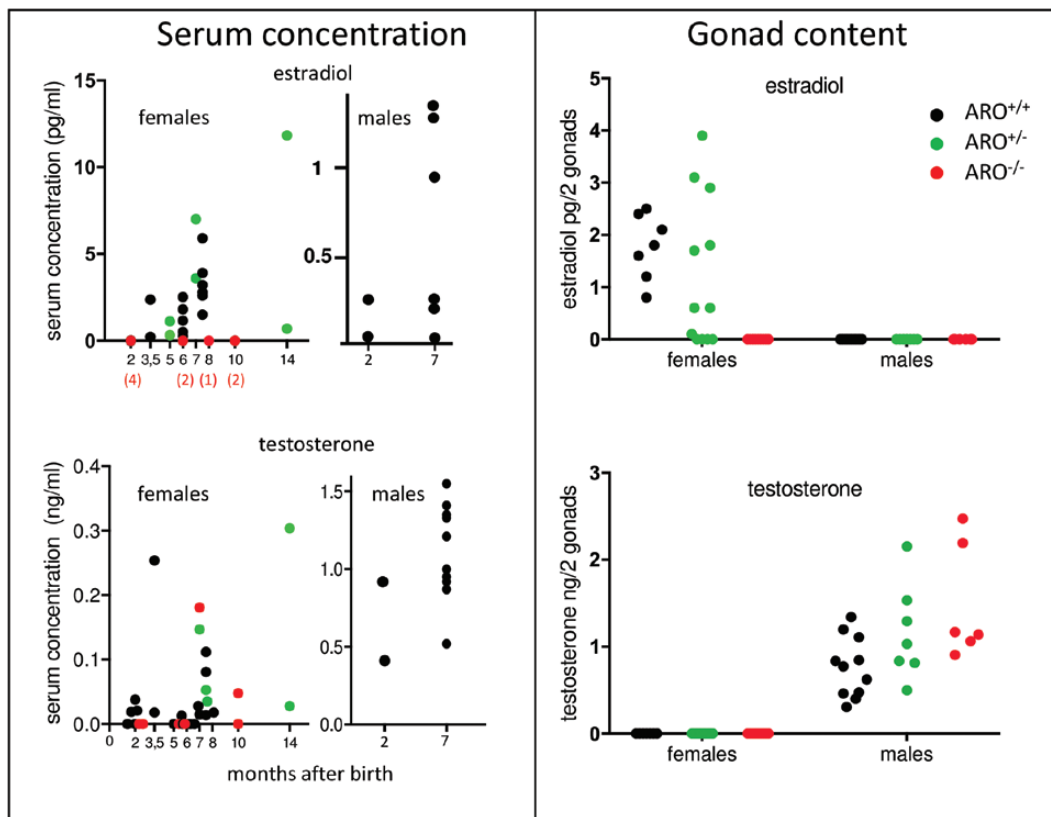 Serum concentration
estradiol
females
males
serum concentration (pg/ml)
15
10
5
0
2 3,5 5 6 7 8 10 14
(4) (2) (1) (2)
1
0.5
2 7
testosterone
females
males
serum concentration (ng/ml)
0.4
0.3
0.2
0.1
0.0
2 3,5 5 6 7 8 10 14
1.5
1.0
0.5
0.0
2 7
months after birth
Gonad content
estradiol
estradiol pg/2 gonads
5
4
3
2
1
0
females males
ARO+/+
ARO+/-
ARO-/-
testosterone
testosterone ng/2 gonads
3
2
1
0
females males